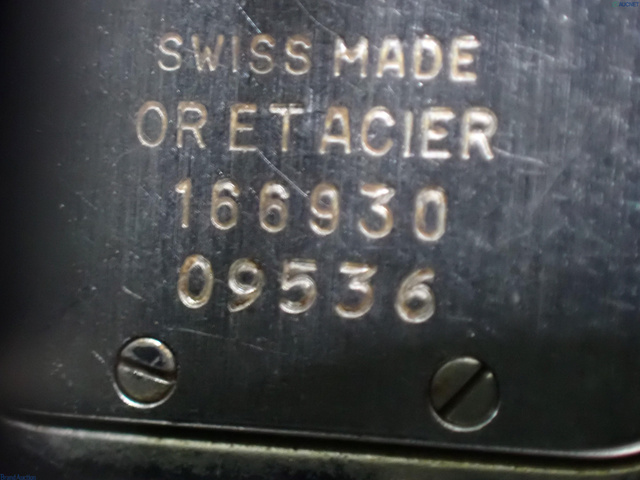 SWISS MADE
OR ET ACIER
166930
09536